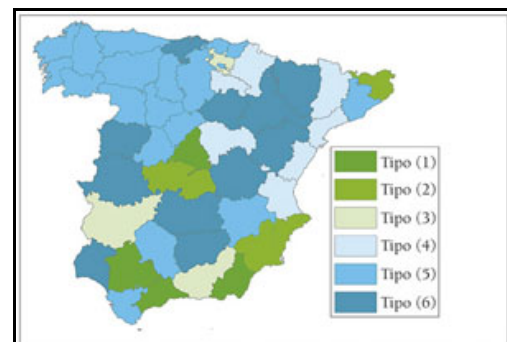 Tipo (1)
Tipo (2)
Tipo (3)
Tipo (4)
Tipo (5)
Tipo (6)